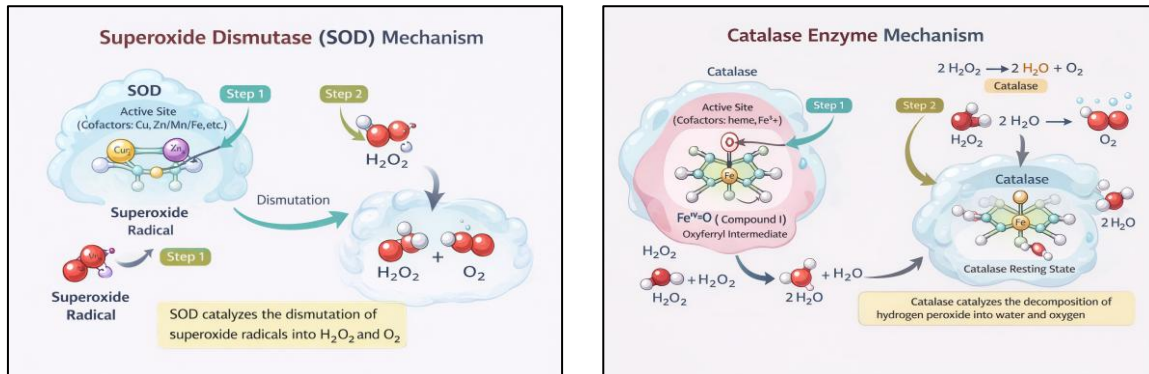 Superoxide Dismutase (SOD) Mechanism
SOD
Active Site
(Cofactors: Cu, Zn/Mn/Fe, etc.)
Step 1
Step 2
H₂O₂
Superoxide
Radical
Dismutation
Step 1
Superoxide
Radical
H₂O₂ + O₂
SOD catalyzes the dismutation of
superoxide radicals into H₂O₂ and O₂
Catalase Enzyme Mechanism
2 H₂O₂ → 2 H₂O + O₂
Catalase
Catalase
Active Site
(Cofactors: heme, Fe³+)
Step 1
O
Fe
Feᴵⱽ=O (Compound I)
Oxyferryl Intermediate
H₂O₂
+ H₂O₂
H₂O₂
2 H₂O
+ H₂O
Step 2
H₂O₂
2 H₂O →
O₂
Catalase
Fe
2 H₂O
Catalase Resting State
Catalase catalyzes the decomposition of
hydrogen peroxide into water and oxygen